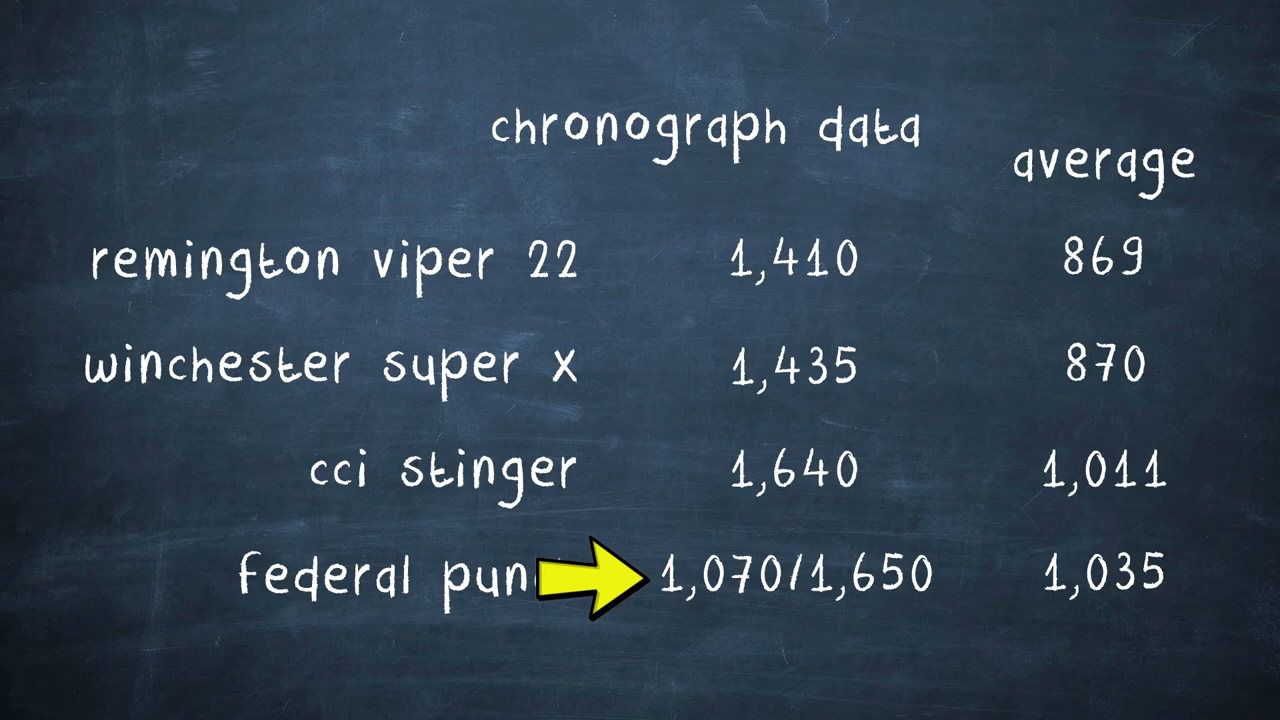 chronograph data
average
remington viper 22 1,410 869
winchester super x 1,435 870
cci stinger 1,640 1,011
federal 1,070/1,650 1,035